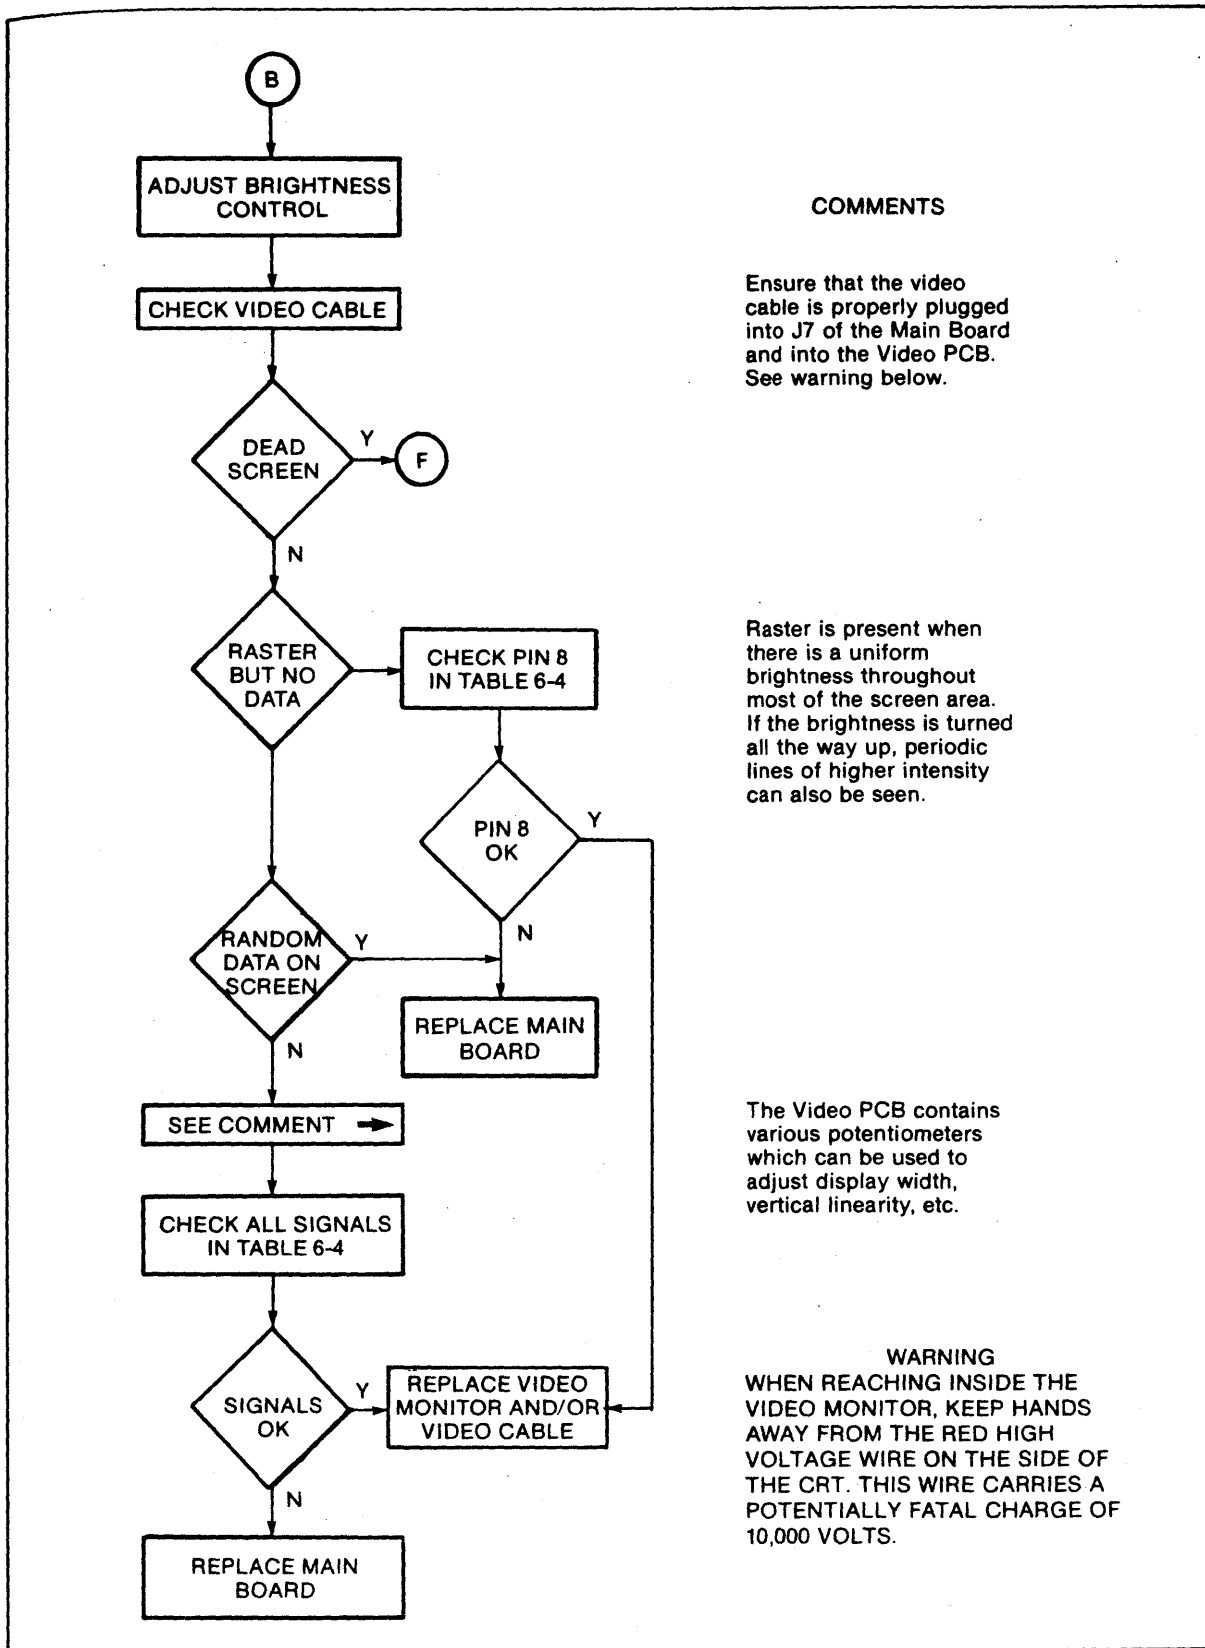 B
ADJUST BRIGHTNESS
CONTROL
COMMENTS
CHECK VIDEO CABLE
Ensure that the video
cable is properly plugged
into J7 of the Main Board
and into the Video PCB.
See warning below.
DEAD
SCREEN
Y
F
N
RASTER
BUT NO
DATA
CHECK PIN 8
IN TABLE 6-4
Raster is present when
there is a uniform
brightness throughout
most of the screen area.
If the brightness is turned
all the way up, periodic
lines of higher intensity
can also be seen.
PIN 8
OK
Y
N
RANDOM
DATA ON
SCREEN
Y
N
REPLACE MAIN
BOARD
SEE COMMENT ➡
The Video PCB contains
various potentiometers
which can be used to
adjust display width,
vertical linearity, etc.
CHECK ALL SIGNALS
IN TABLE 6-4
SIGNALS
OK
Y
N
REPLACE VIDEO
MONITOR AND/OR
VIDEO CABLE
REPLACE MAIN
BOARD
WARNING
WHEN REACHING INSIDE THE
VIDEO MONITOR, KEEP HANDS
AWAY FROM THE RED HIGH
VOLTAGE WIRE ON THE SIDE OF
THE CRT. THIS WIRE CARRIES A
POTENTIALLY FATAL CHARGE OF
10,000 VOLTS.